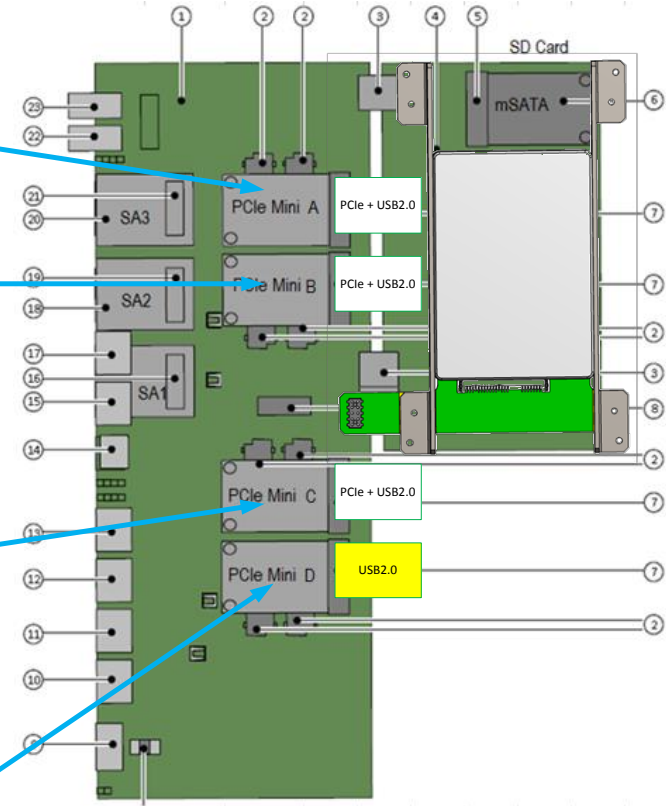 1
2
2
3
4
5
SD Card
mSATA
6
23
22
21
20
SA3
PCIe Mini A
PCIe + USB2.0
7
19
18
SA2
PCIe Mini B
PCIe + USB2.0
7
2
17
16
SA1
3
15
8
14
2
PCIe Mini C
PCIe + USB2.0
7
13
12
PCIe Mini D
USB2.0
7
11
2
10
9